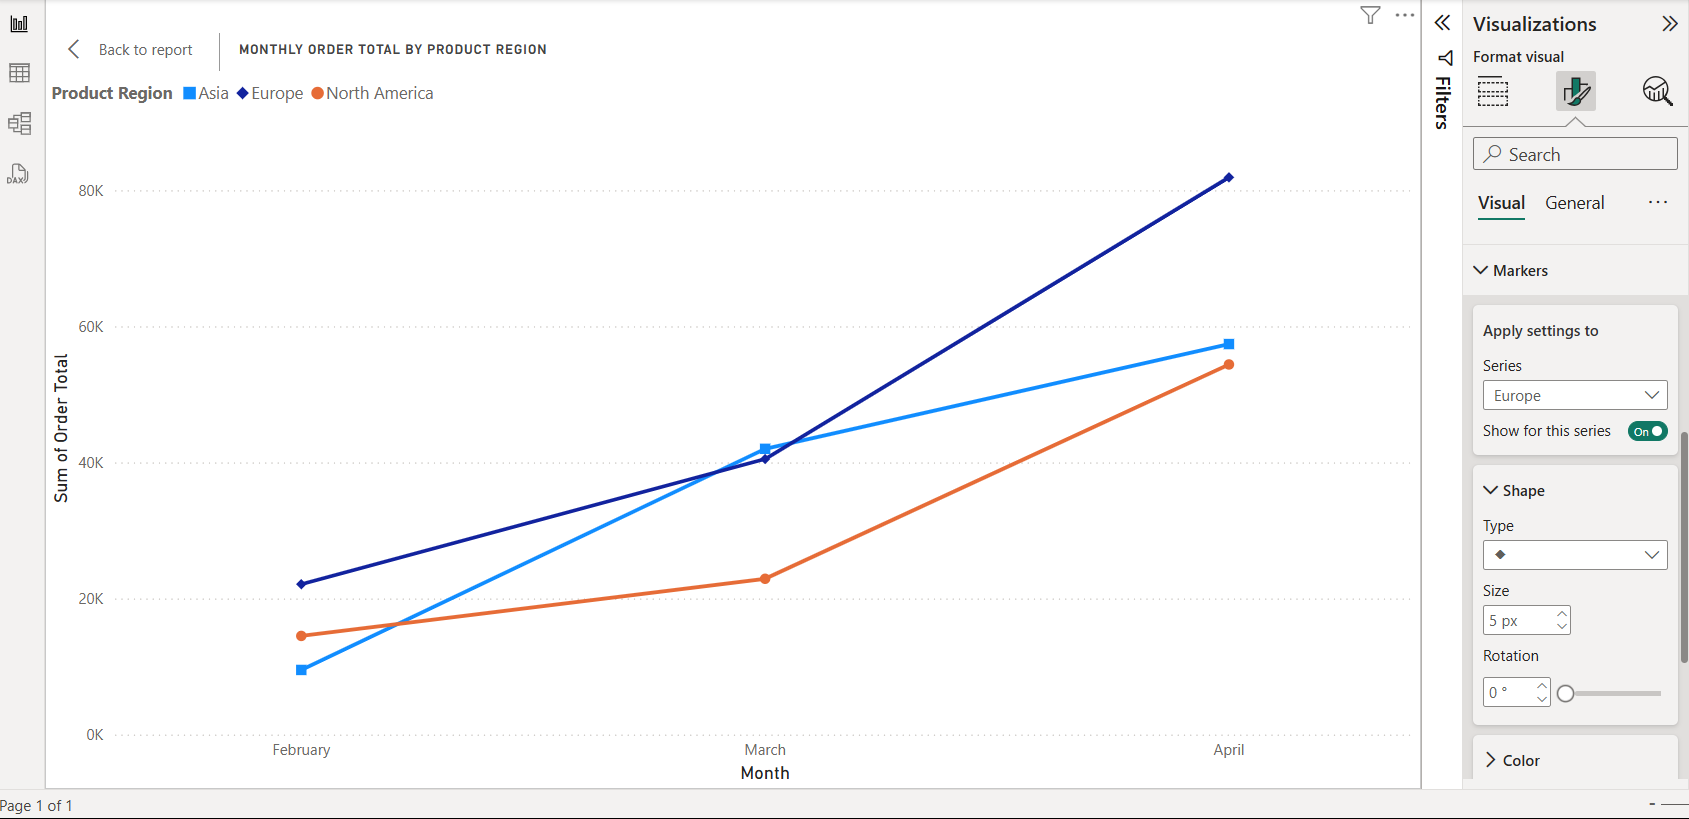 Back to report
MONTHLY ORDER TOTAL BY PRODUCT REGION
Product Region Asia Europe North America
80K
60K
40K
20K
0K
Sum of Order Total
February March April
Month
DAX
Page 1 of 1
Filters
Visualizations
Format visual
Search
Visual General
Markers
Apply settings to
Series
Europe
Show for this series On
Shape
Type
Size
5 px
Rotation
0 °
Color